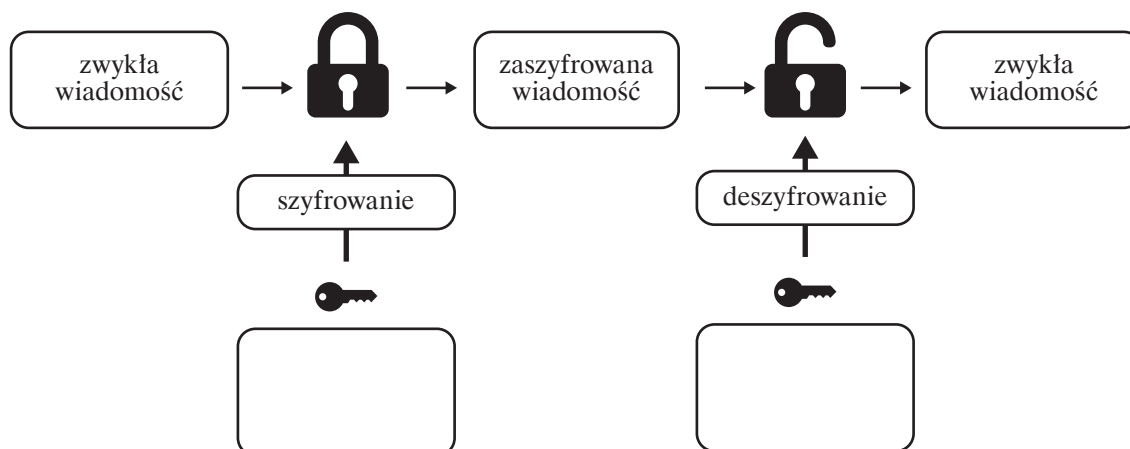 zwykła
wiadomość
zaszyfrowana
wiadomość
zwykła
wiadomość
szyfrowanie
deszyfrowanie